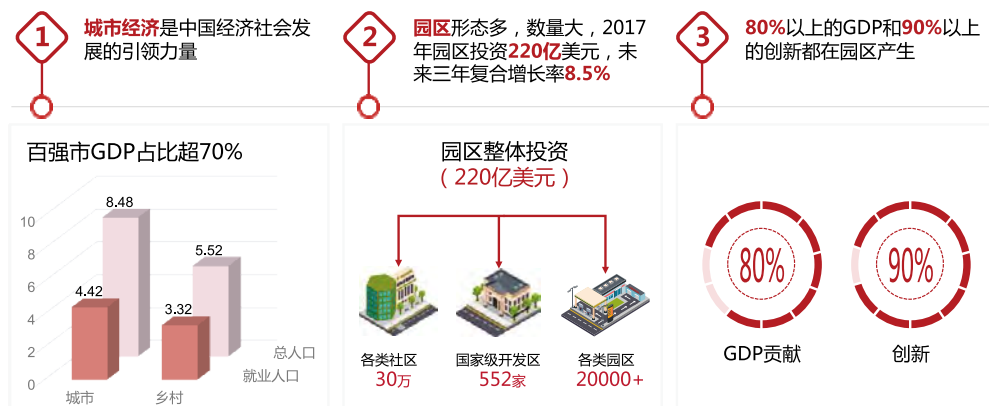 1
城市经济是中国经济社会发
展的引领力量
2
园区形态多，数量大，2017
年园区投资220亿美元，未
来三年复合增长率8.5%
3
80%以上的GDP和90%以上
的创新都在园区产生
百强市GDP占比超70%
10
8
6
4
2
0
8.48
5.52
4.42
3.32
总人口
就业人口
城市
乡村
园区整体投资
（220亿美元）
各类社区
30万
国家级开发区
552家
各类园区
20000+
80%
GDP贡献
90%
创新